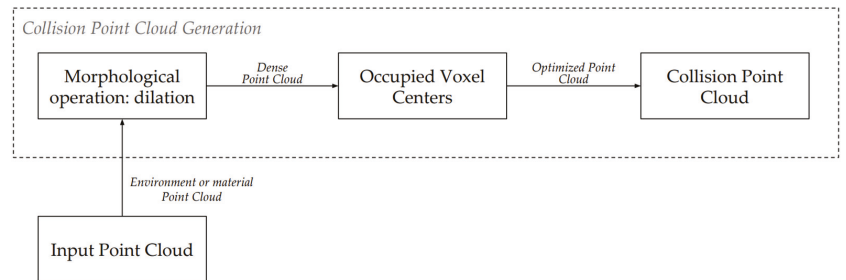 Collision Point Cloud Generation
Morphological
operation: dilation
Dense
Point Cloud
Occupied Voxel
Centers
Optimized Point
Cloud
Collision Point
Cloud
Environment or material
Point Cloud
Input Point Cloud